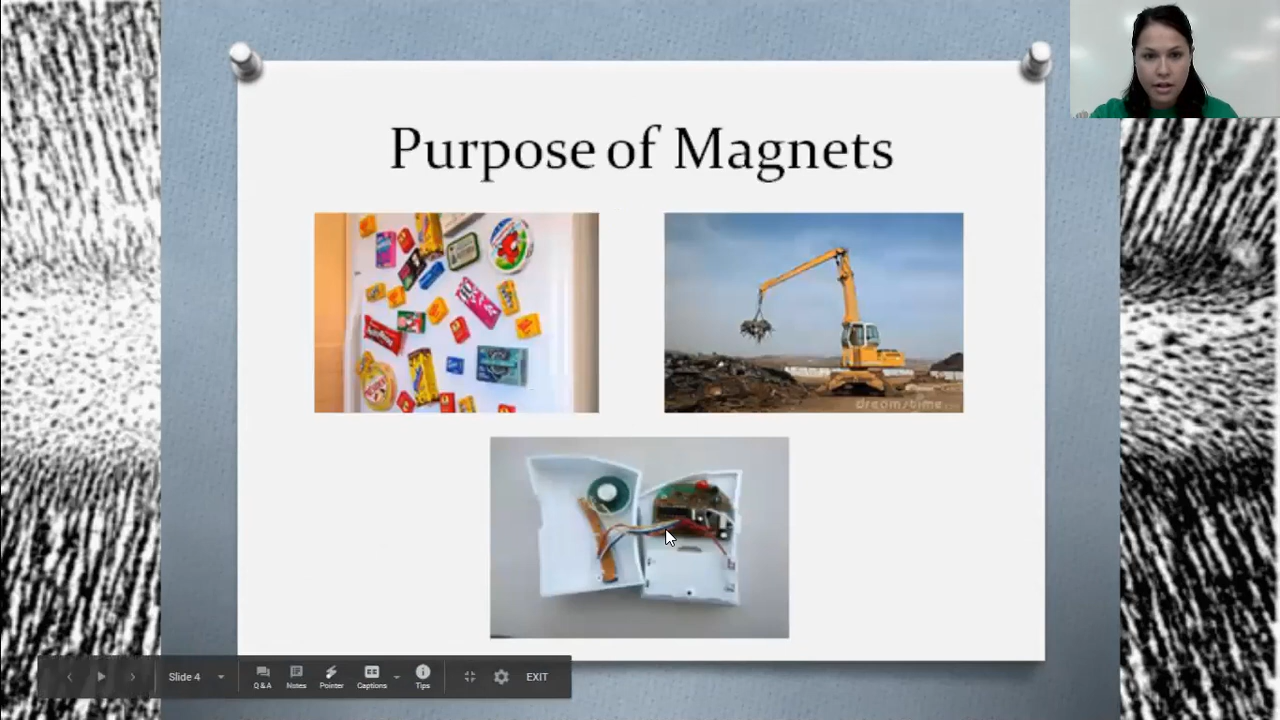 Purpose of Magnets
dreamstime
Slide 4
Q & A
Notes
Pointer
Captions
Tips
EXIT